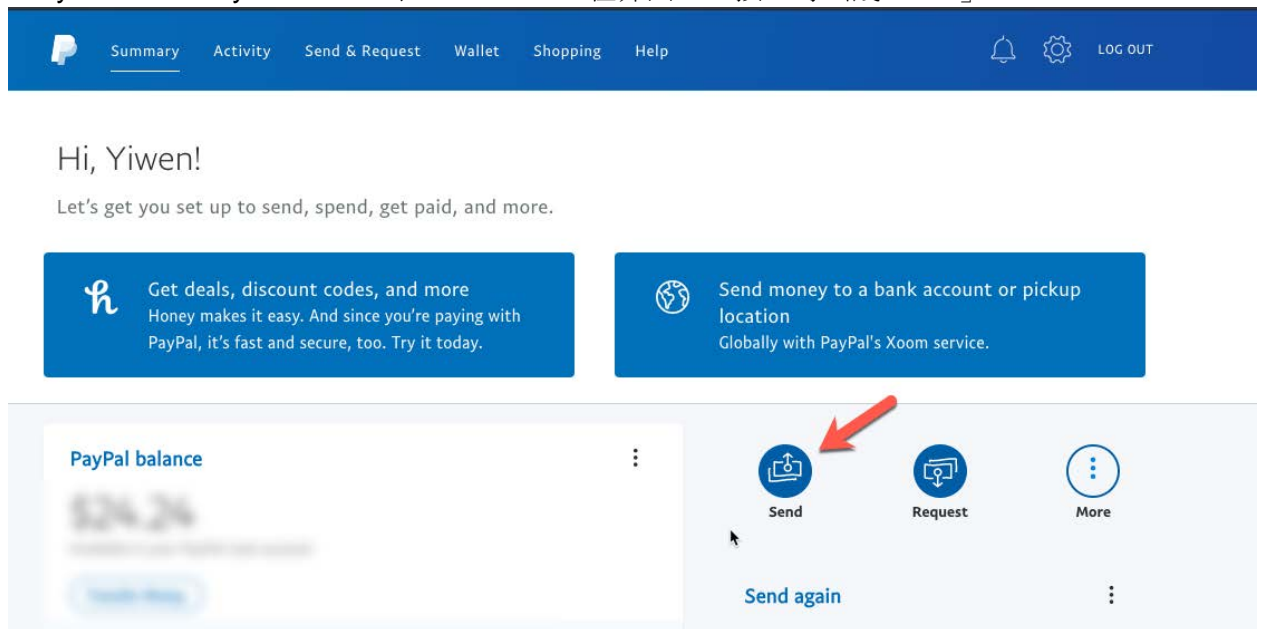 Summary Activity Send & Request Wallet Shopping Help LOG OUT
Hi, Yiwen!
Let's get you set up to send, spend, get paid, and more.
Get deals, discount codes, and more
Honey makes it easy. And since you're paying with
PayPal, it's fast and secure, too. Try it today.
Send money to a bank account or pickup
location
Globally with PayPal's Xoom service.
PayPal balance
Send Request More
Send again